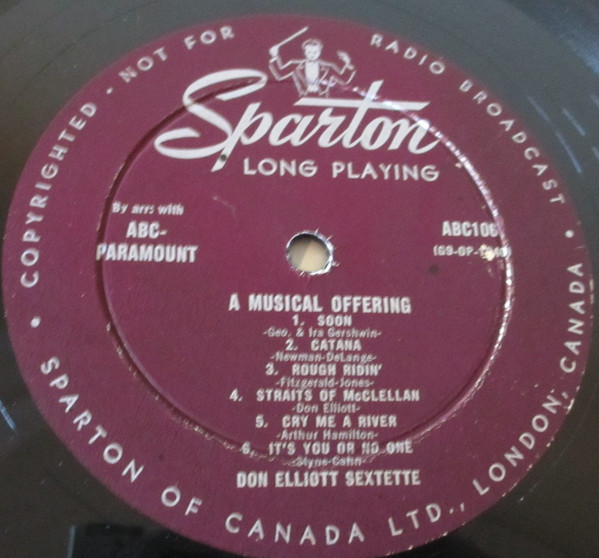 COPYRIGHTED • NOT FOR RADIO BROADCAST •
Sparton
LONG PLAYING
By arrs with
ABC-
PARAMOUNT
ABC106
A MUSICAL OFFERING
1. SOON
-Geo. & Ira Gershwin-
2. CATANA
-Newman-DeLange-
3. ROUGH RIDIN'
-Fitzgerald-Jones-
4. STRAITS OF McCLELLAN
-Don Elliott-
5. CRY ME A RIVER
-Arthur Hamilton-
6. IT'S YOU OR NO ONE
-Styne-Cahn-
DON ELLIOTT SEXTETTE
• SPARTON OF CANADA LTD., LONDON, CANADA